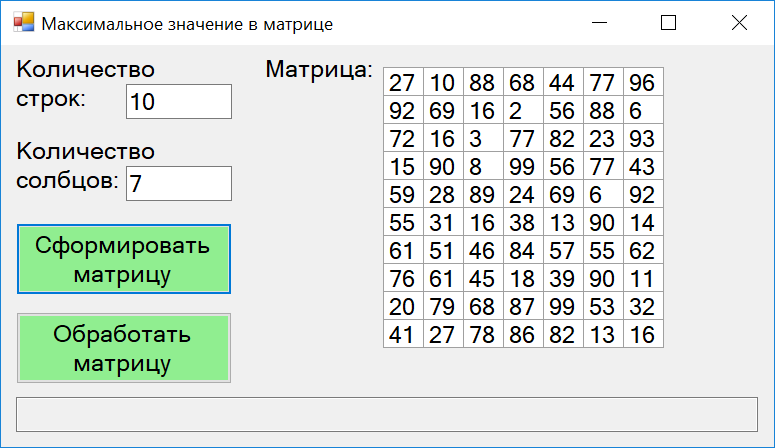 Максимальное значение в матрице
Количество
строк:
10
Количество
солбцов:
7
Сформировать
матрицу
Обработать
матрицу
Матрица:
27 10 88 68 44 77 96
92 69 16 2 56 88 6
72 16 3 77 82 23 93
15 90 8 99 56 77 43
59 28 89 24 69 6 92
55 31 16 38 13 90 14
61 51 46 84 57 55 62
76 61 45 18 39 90 11
20 79 68 87 99 53 32
41 27 78 86 82 13 16